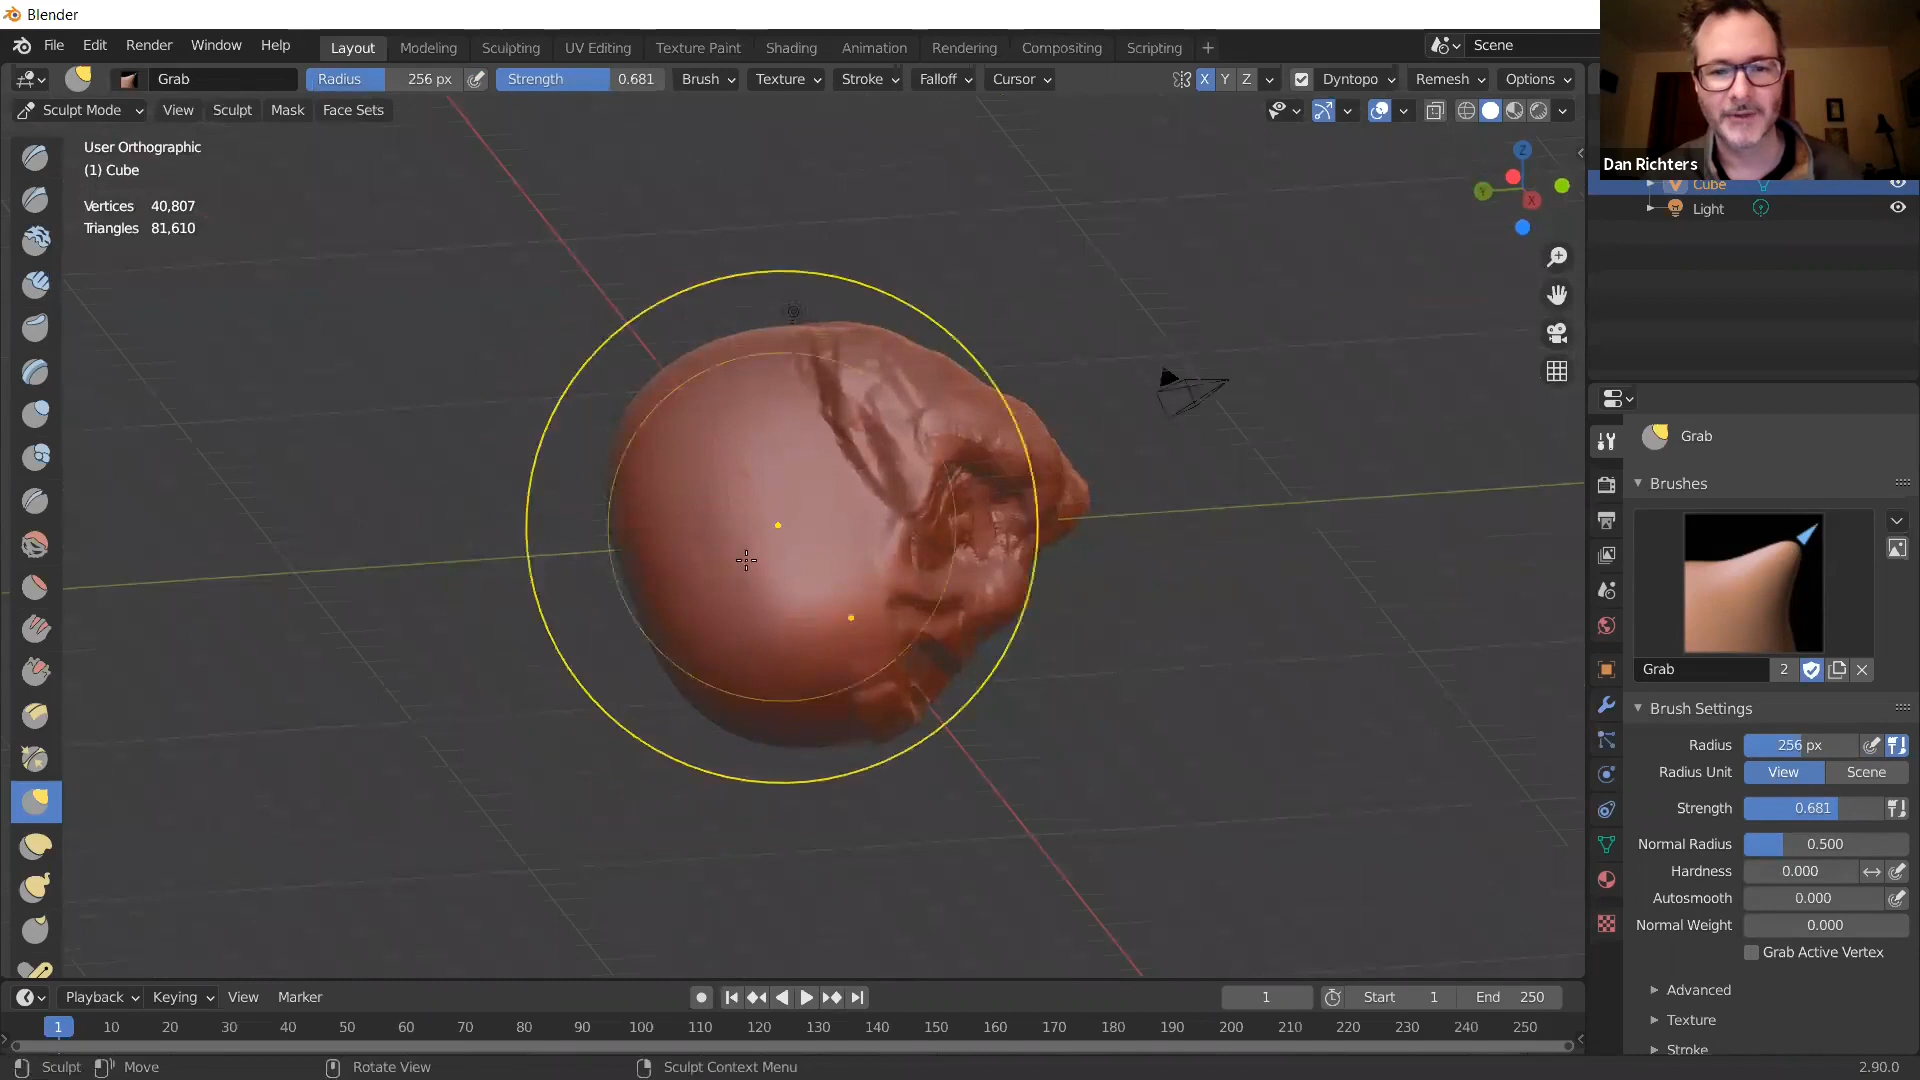 Blender
File Edit Render Window Help Layout Modeling Sculpting UV Editing Texture Paint Shading Animation Rendering Compositing Scripting + Scene
Grab Radius 256 px Strength 0.681 Brush Texture Stroke Falloff Cursor X Y Z Dyntopo Remesh Options
Sculpt Mode View Sculpt Mask Face Sets
User Orthographic
(1) Cube
Vertices 40,807
Triangles 81,610
Z
Y
X
Dan Richters
Cube
Light
Grab
Brushes
Grab 2
Brush Settings
Radius 256 px
Radius Unit View Scene
Strength 0.681
Normal Radius 0.500
Hardness 0.000
Autosmooth 0.000
Normal Weight 0.000
Grab Active Vertex
Advanced
Texture
Stroke
Playback Keying View Marker 1 Start 1 End 250
1 10 20 30 40 50 60 70 80 90 100 110 120 130 140 150 160 170 180 190 200 210 220 230 240 250
Sculpt Move Rotate View Sculpt Context Menu 2.90.0